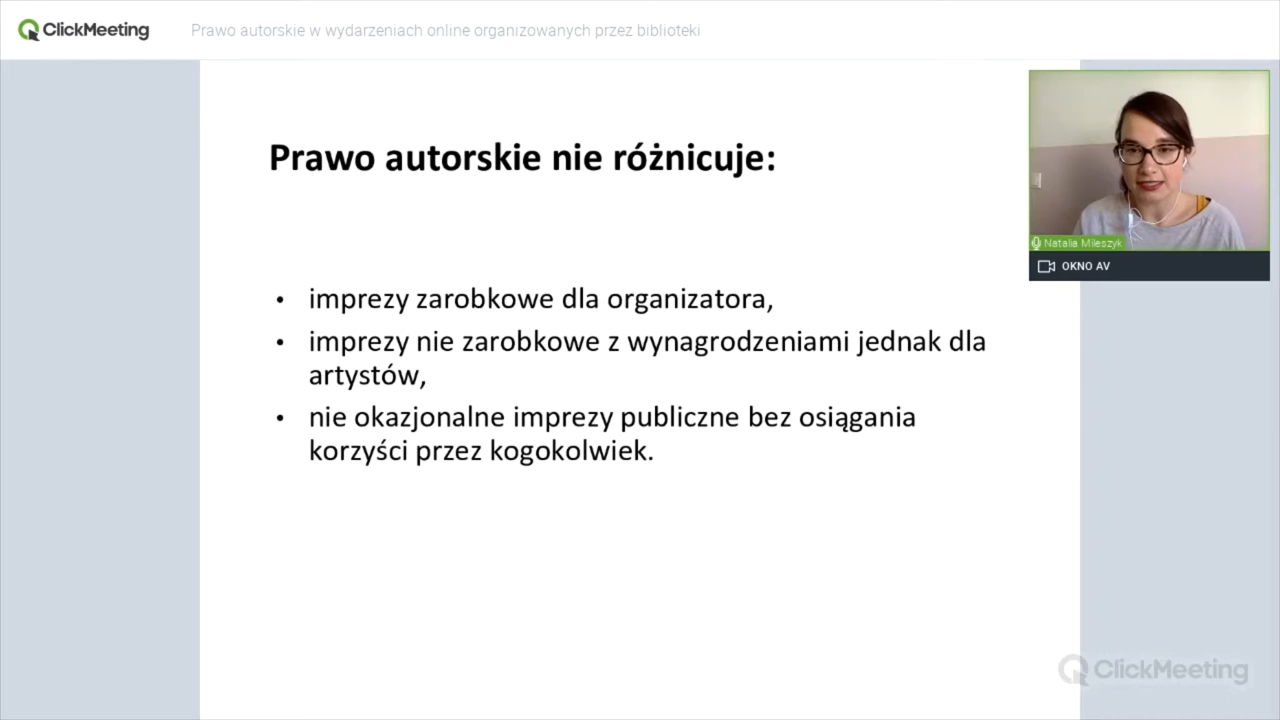 ClickMeeting
Prawo autorskie w wydarzeniach online organizowanych przez biblioteki
Prawo autorskie nie różnicuje:
• imprezy zarobkowe dla organizatora,
• imprezy nie zarobkowe z wynagrodzeniami jednak dla
artystów,
• nie okazjonalne imprezy publiczne bez osiągania
korzyści przez kogokolwiek.
Natalia Mileszyk
OKNO AV
ClickMeeting